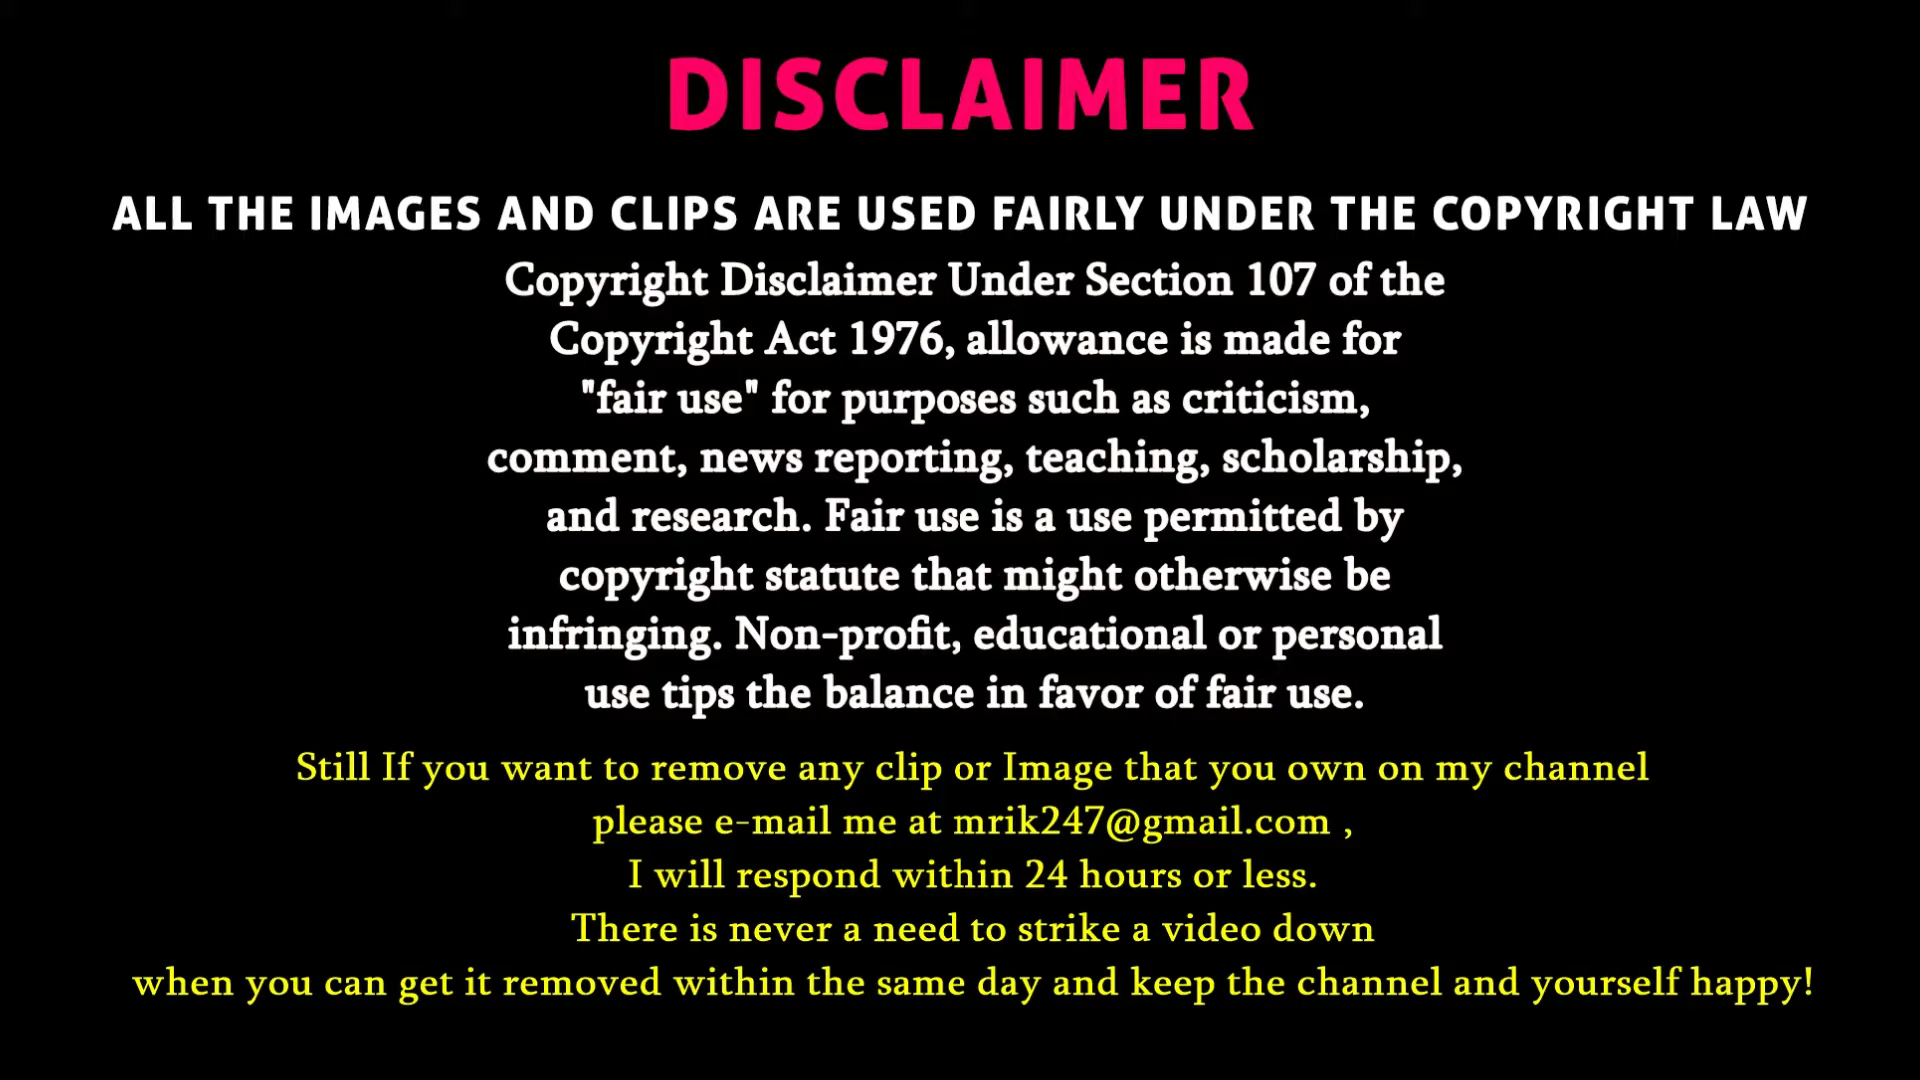 DISCLAIMER
ALL THE IMAGES AND CLIPS ARE USED FAIRLY UNDER THE COPYRIGHT LAW
Copyright Disclaimer Under Section 107 of the
Copyright Act 1976, allowance is made for
"fair use" for purposes such as criticism,
comment, news reporting, teaching, scholarship,
and research. Fair use is a use permitted by
copyright statute that might otherwise be
infringing. Non-profit, educational or personal
use tips the balance in favor of fair use.
Still If you want to remove any clip or Image that you own on my channel
please e-mail me at mrik247@gmail.com ,
I will respond within 24 hours or less.
There is never a need to strike a video down
when you can get it removed within the same day and keep the channel and yourself happy!